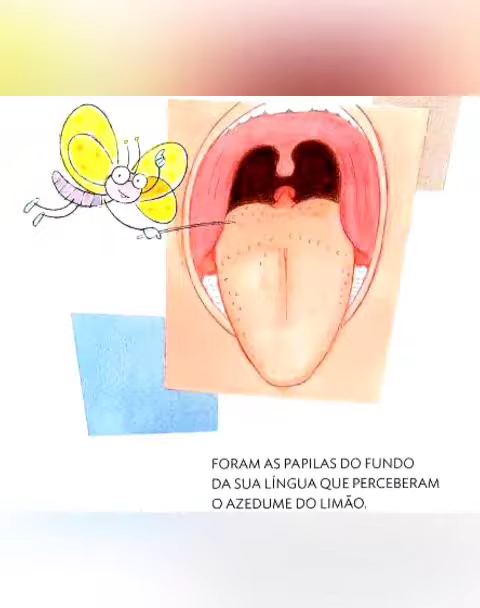 FORAM AS PAPILAS DO FUNDO
DA SUA LÍNGUA QUE PERCEBERAM
O AZEDUME DO LIMÃO.